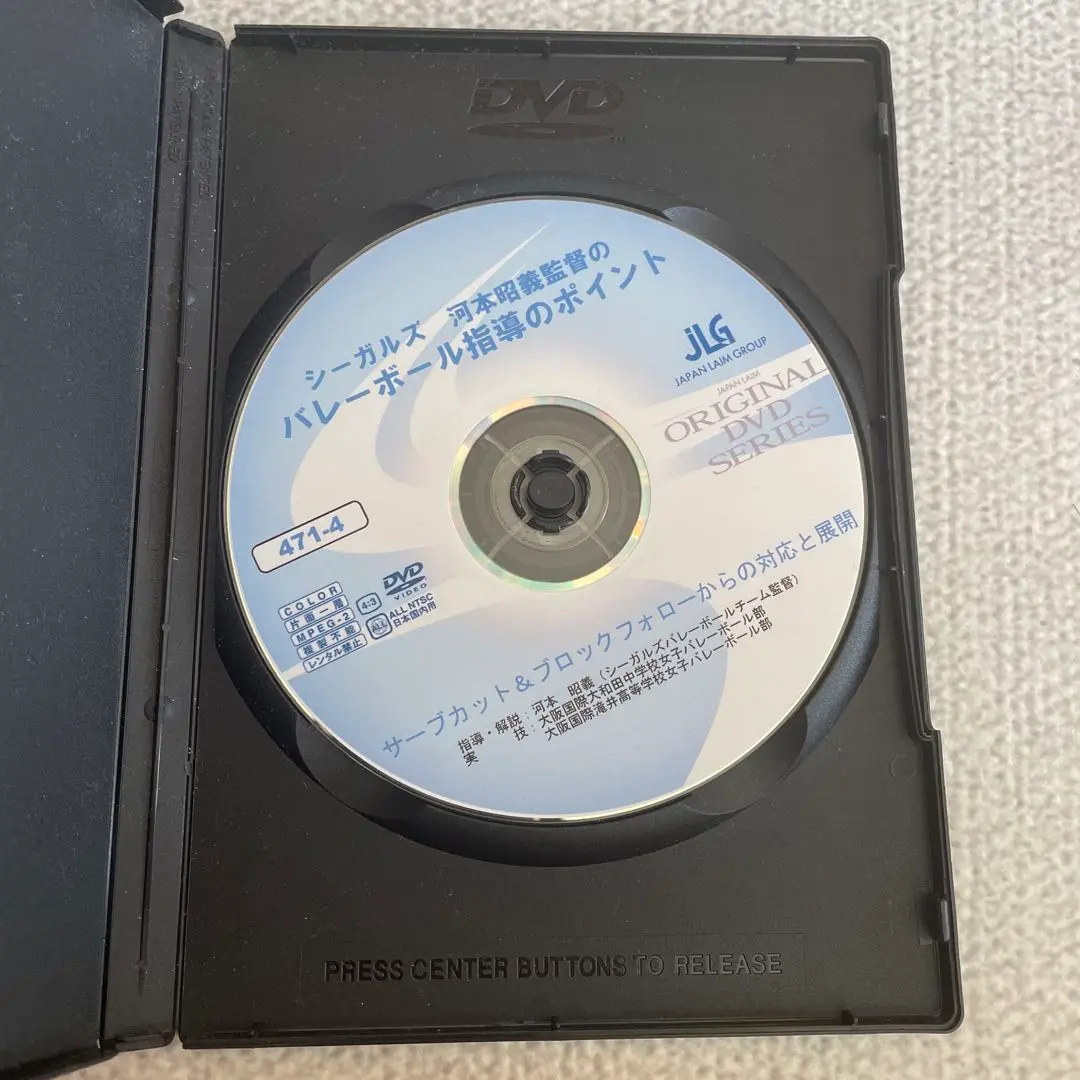 DVD
TM
シーガルズ 河本昭義監督の
バレーボール指導のポイント
JLG
JAPAN LAIM GROUP
JAPAN LAIM
ORIGINAL
DVD
SERIES
471-4
COLOR
片面一層
MPEG-2
複製不能
レンタル禁止
4:3
DVD
VIDEO
ALL
ALL NTSC
日本国内用
サーブカット&ブロックフォローからの対応と展開
指導・解説:河本 昭義(シーガルズバレーボールチーム監督)
実 技:大阪国際大和田中学校女子バレーボール部
大阪国際滝井高等学校女子バレーボール部
PRESS CENTER BUTTONS TO RELEASE